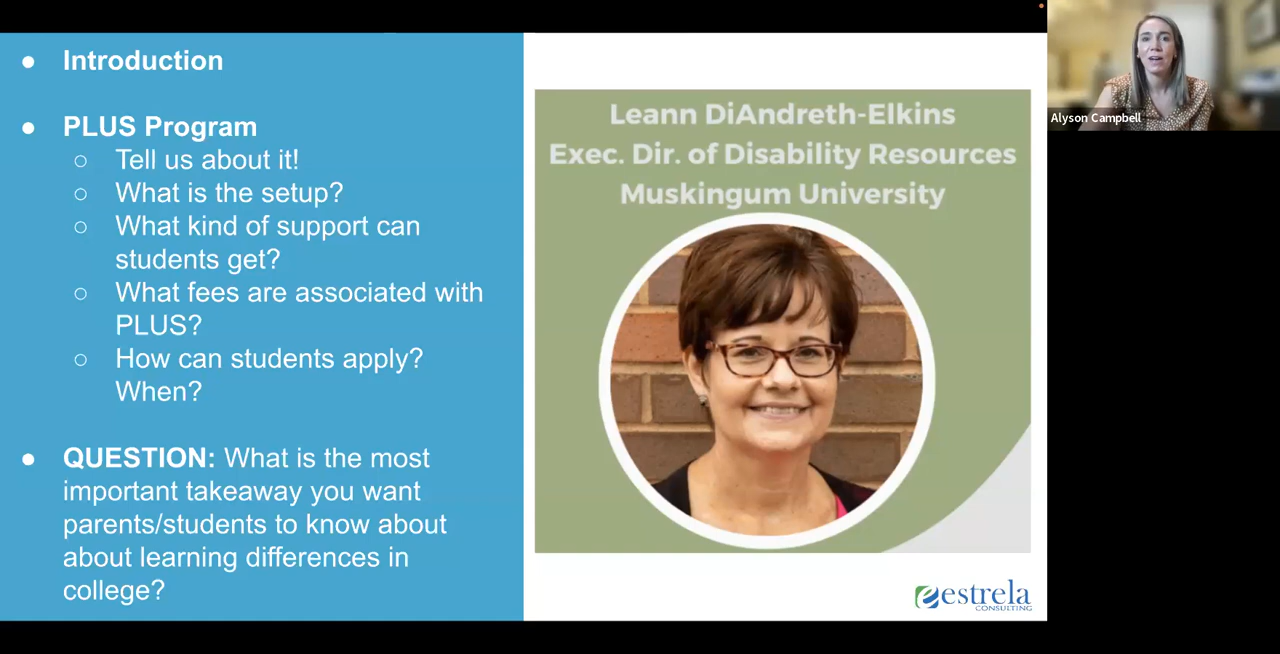 Introduction
PLUS Program
Tell us about it!
What is the setup?
What kind of support can
students get?
What fees are associated with
PLUS?
How can students apply?
When?
QUESTION: What is the most
important takeaway you want
parents/students to know about
about learning differences in
college?
Leann DiAndreth-Elkins
Exec. Dir. of Disability Resources
Muskingum University
estrela
CONSULTING
Alyson Campbell